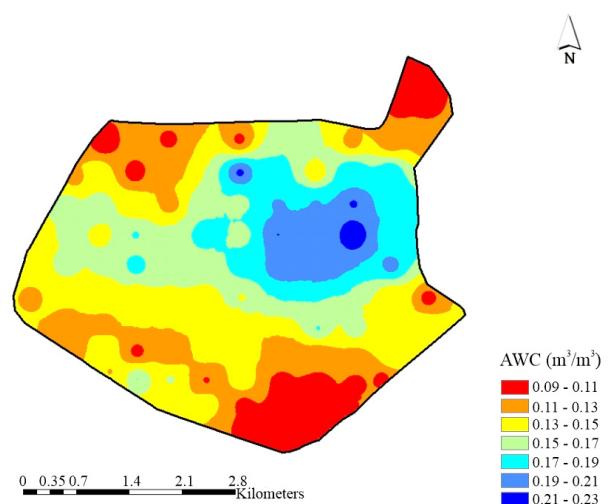 N
AWC (m³/m³)
0.09 - 0.11
0.11 - 0.13
0.13 - 0.15
0.15 - 0.17
0.17 - 0.19
0.19 - 0.21
0.21 - 0.23
0 0.35 0.7 1.4 2.1 2.8
Kilometers